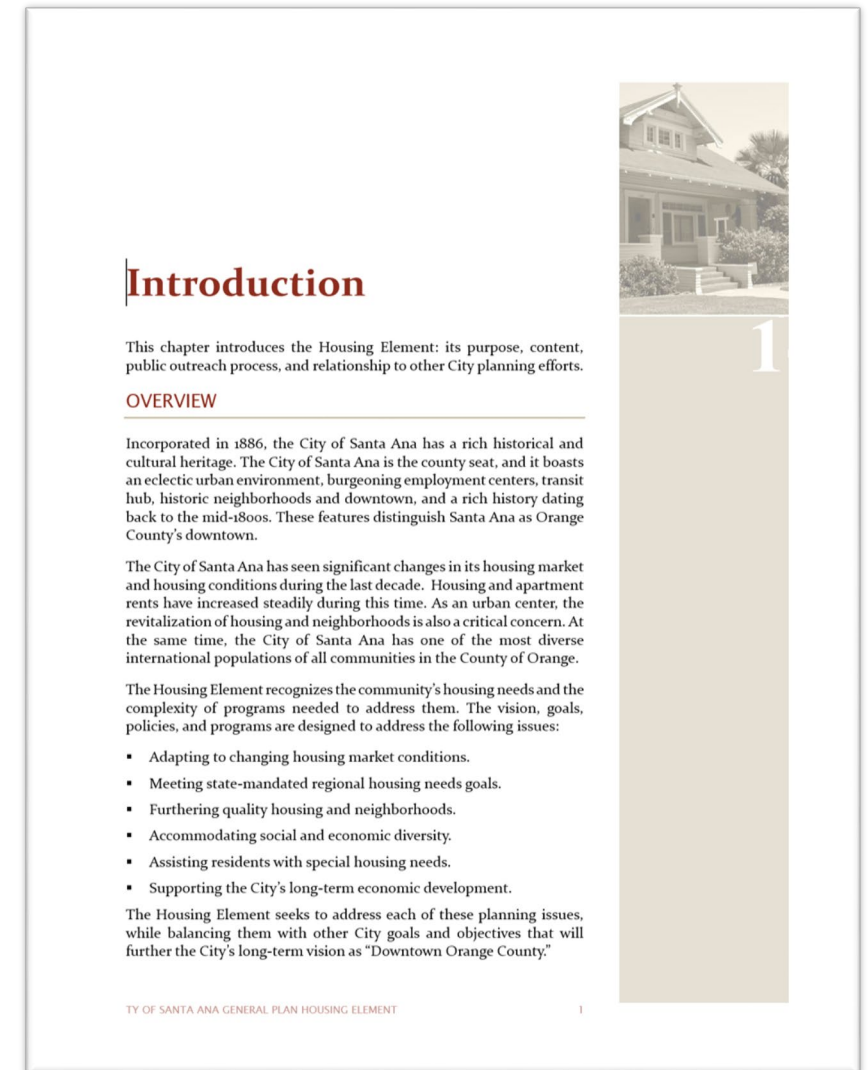 Introduction
1
This chapter introduces the Housing Element: its purpose, content,
public outreach process, and relationship to other City planning efforts.
OVERVIEW
Incorporated in 1886, the City of Santa Ana has a rich historical and
cultural heritage. The City of Santa Ana is the county seat, and it boasts
an eclectic urban environment, burgeoning employment centers, transit
hub, historic neighborhoods and downtown, and a rich history dating
back to the mid-1800s. These features distinguish Santa Ana as Orange
County's downtown.
The City of Santa Ana has seen significant changes in its housing market
and housing conditions during the last decade. Housing and apartment
rents have increased steadily during this time. As an urban center, the
revitalization of housing and neighborhoods is also a critical concern. At
the same time, the City of Santa Ana has one of the most diverse
international populations of all communities in the County of Orange.
The Housing Element recognizes the community's housing needs and the
complexity of programs needed to address them. The vision, goals,
policies, and programs are designed to address the following issues:
▪ Adapting to changing housing market conditions.
▪ Meeting state-mandated regional housing needs goals.
▪ Furthering quality housing and neighborhoods.
▪ Accommodating social and economic diversity.
▪ Assisting residents with special housing needs.
▪ Supporting the City's long-term economic development.
The Housing Element seeks to address each of these planning issues,
while balancing them with other City goals and objectives that will
further the City's long-term vision as "Downtown Orange County."
TY OF SANTA ANA GENERAL PLAN HOUSING ELEMENT 1